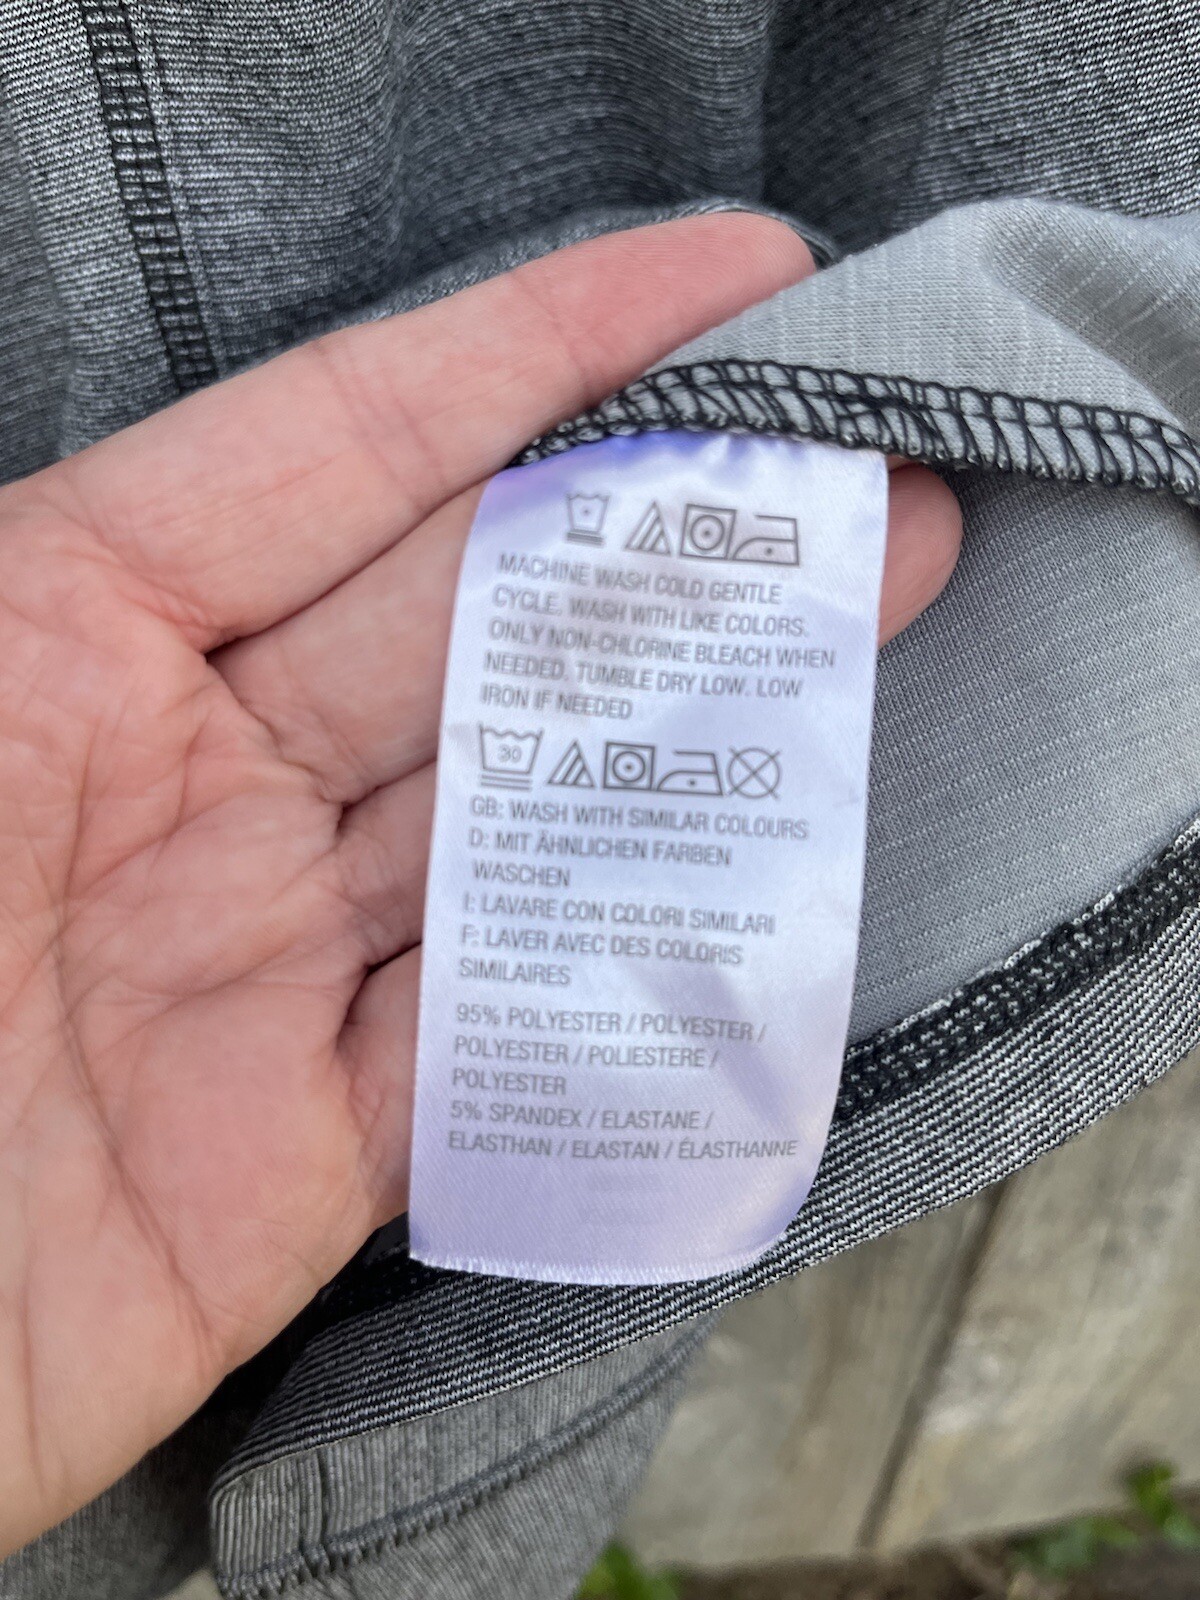 MACHINE WASH COLD GENTLE
CYCLE. WASH WITH LIKE COLORS.
ONLY NON-CHLORINE BLEACH WHEN
NEEDED. TUMBLE DRY LOW. LOW
IRON IF NEEDED
30
GB: WASH WITH SIMILAR COLOURS
D: MIT ÄHNLICHEN FARBEN
WASCHEN
I: LAVARE CON COLORI SIMILARI
F: LAVER AVEC DES COLORIS
SIMILAIRES
95% POLYESTER / POLYESTER /
POLYESTER / POLIESTERE /
POLYESTER
5% SPANDEX / ELASTANE /
ELASTHAN / ELASTAN / ÉLASTHANNE